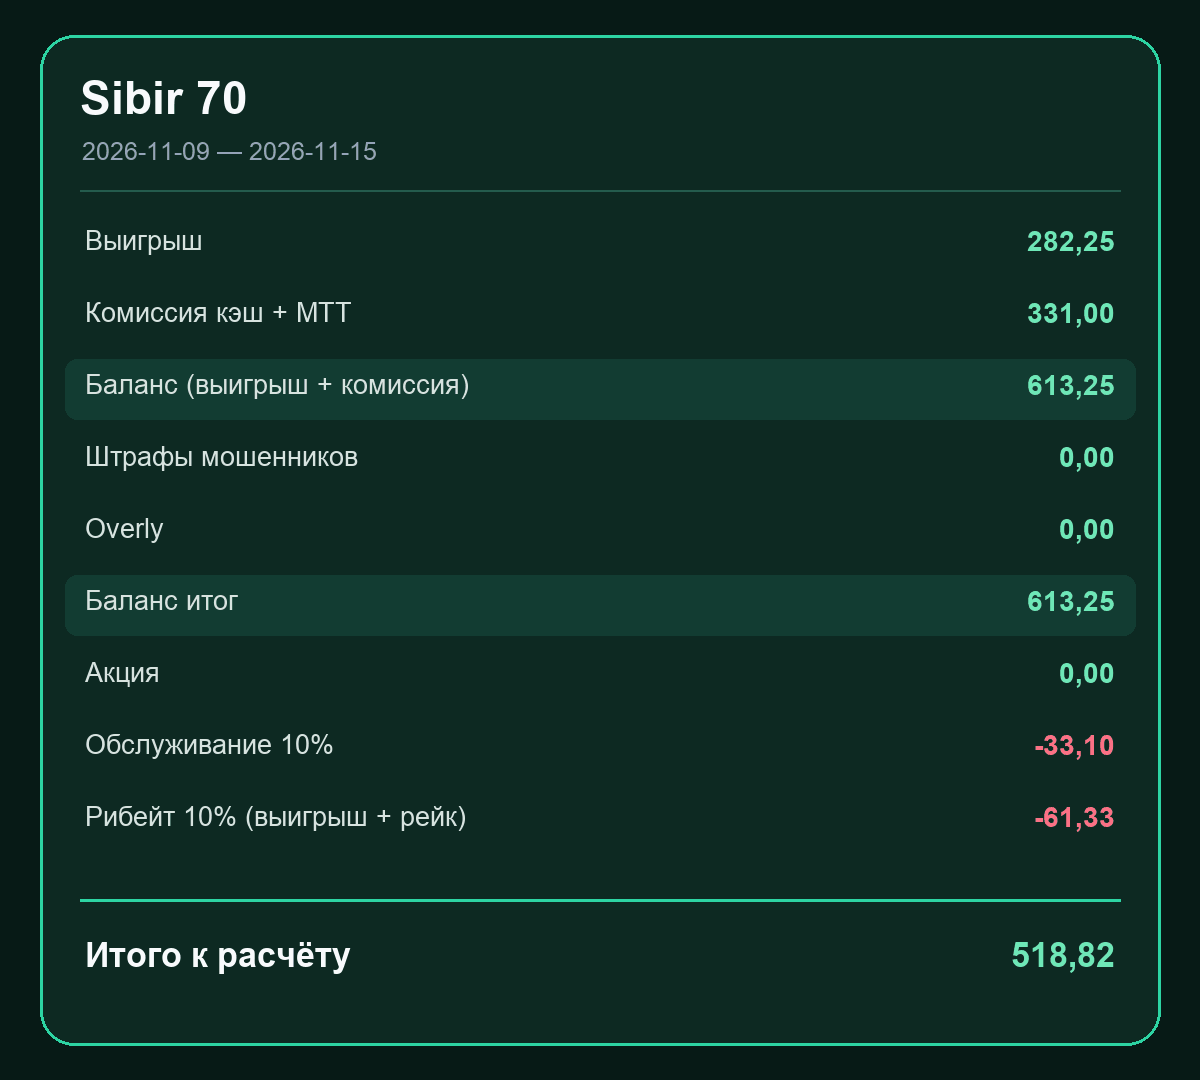 Sibir 70
2026-11-09 — 2026-11-15
Выигрыш 282,25
Комиссия кэш + МТТ 331,00
Баланс (выигрыш + комиссия) 613,25
Штрафы мошенников 0,00
Overly 0,00
Баланс итог 613,25
Акция 0,00
Обслуживание 10% -33,10
Рибейт 10% (выигрыш + рейк) -61,33
Итого к расчёту 518,82